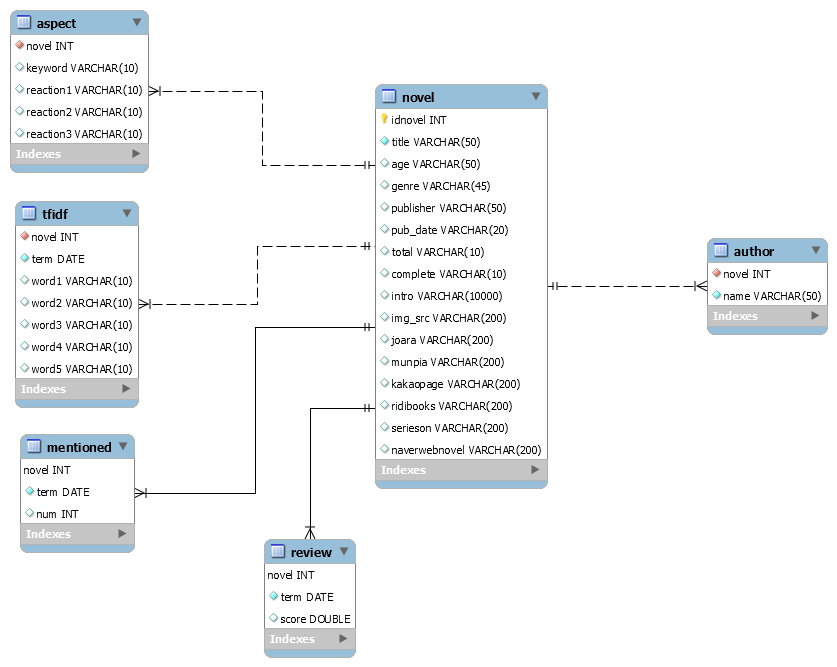 aspect
novel INT
keyword VARCHAR(10)
reaction1 VARCHAR(10)
reaction2 VARCHAR(10)
reaction3 VARCHAR(10)
Indexes
tfidf
novel INT
term DATE
word1 VARCHAR(10)
word2 VARCHAR(10)
word3 VARCHAR(10)
word4 VARCHAR(10)
word5 VARCHAR(10)
Indexes
mentioned
novel INT
term DATE
num INT
Indexes
novel
idnovel INT
title VARCHAR(50)
age VARCHAR(50)
genre VARCHAR(45)
publisher VARCHAR(50)
pub_date VARCHAR(20)
total VARCHAR(10)
complete VARCHAR(10)
intro VARCHAR(10000)
img_src VARCHAR(200)
joara VARCHAR(200)
munpia VARCHAR(200)
kakaopage VARCHAR(200)
ridibooks VARCHAR(200)
serieson VARCHAR(200)
naverwebnovel VARCHAR(200)
Indexes
review
novel INT
term DATE
score DOUBLE
Indexes
author
novel INT
name VARCHAR(50)
Indexes